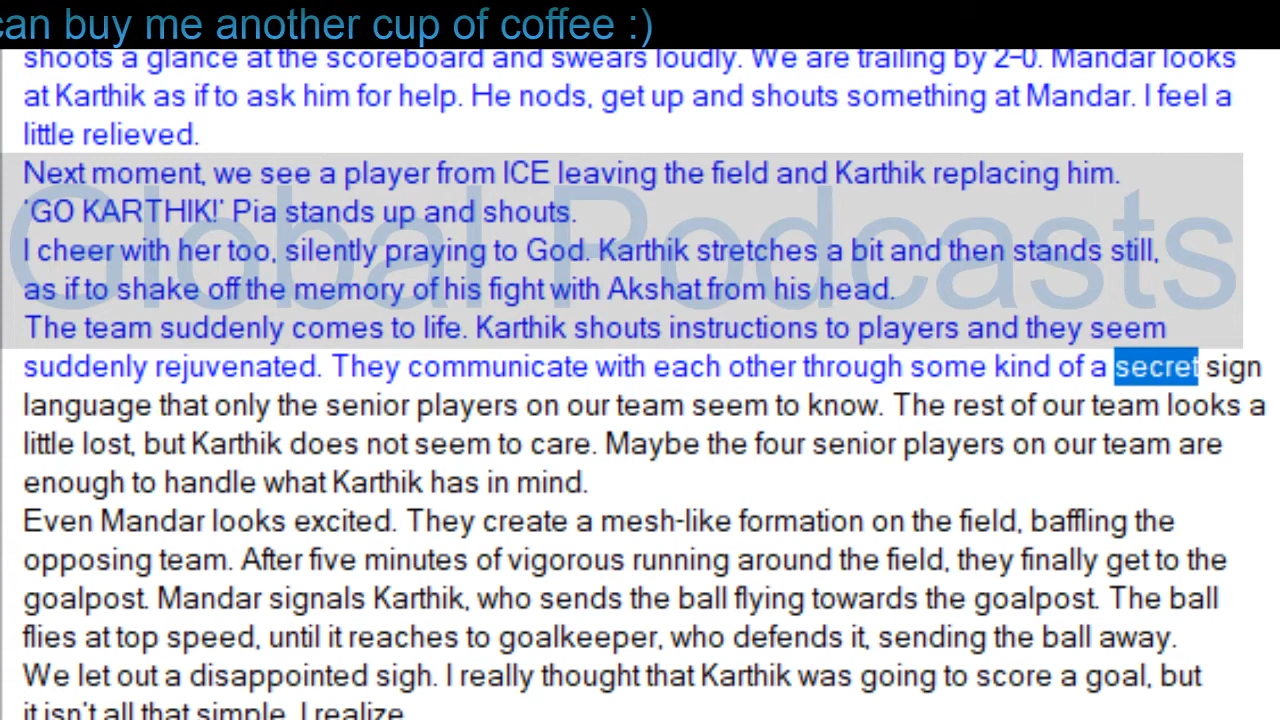 can buy me another cup of coffee :)
shoots a glance at the scoreboard and swears loudly. We are trailing by 2–0. Mandar looks
at Karthik as if to ask him for help. He nods, get up and shouts something at Mandar. I feel a
little relieved.
Next moment, we see a player from ICE leaving the field and Karthik replacing him.
'GO KARTHIK!' Pia stands up and shouts.
I cheer with her too, silently praying to God. Karthik stretches a bit and then stands still,
as if to shake off the memory of his fight with Akshat from his head.
Global Podcasts
The team suddenly comes to life. Karthik shouts instructions to players and they seem
suddenly rejuvenated. They communicate with each other through some kind of a secret sign
language that only the senior players on our team seem to know. The rest of our team looks a
little lost, but Karthik does not seem to care. Maybe the four senior players on our team are
enough to handle what Karthik has in mind.
Even Mandar looks excited. They create a mesh-like formation on the field, baffling the
opposing team. After five minutes of vigorous running around the field, they finally get to the
goalpost. Mandar signals Karthik, who sends the ball flying towards the goalpost. The ball
flies at top speed, until it reaches to goalkeeper, who defends it, sending the ball away.
We let out a disappointed sigh. I really thought that Karthik was going to score a goal, but
it isn't all that simple, I realize.